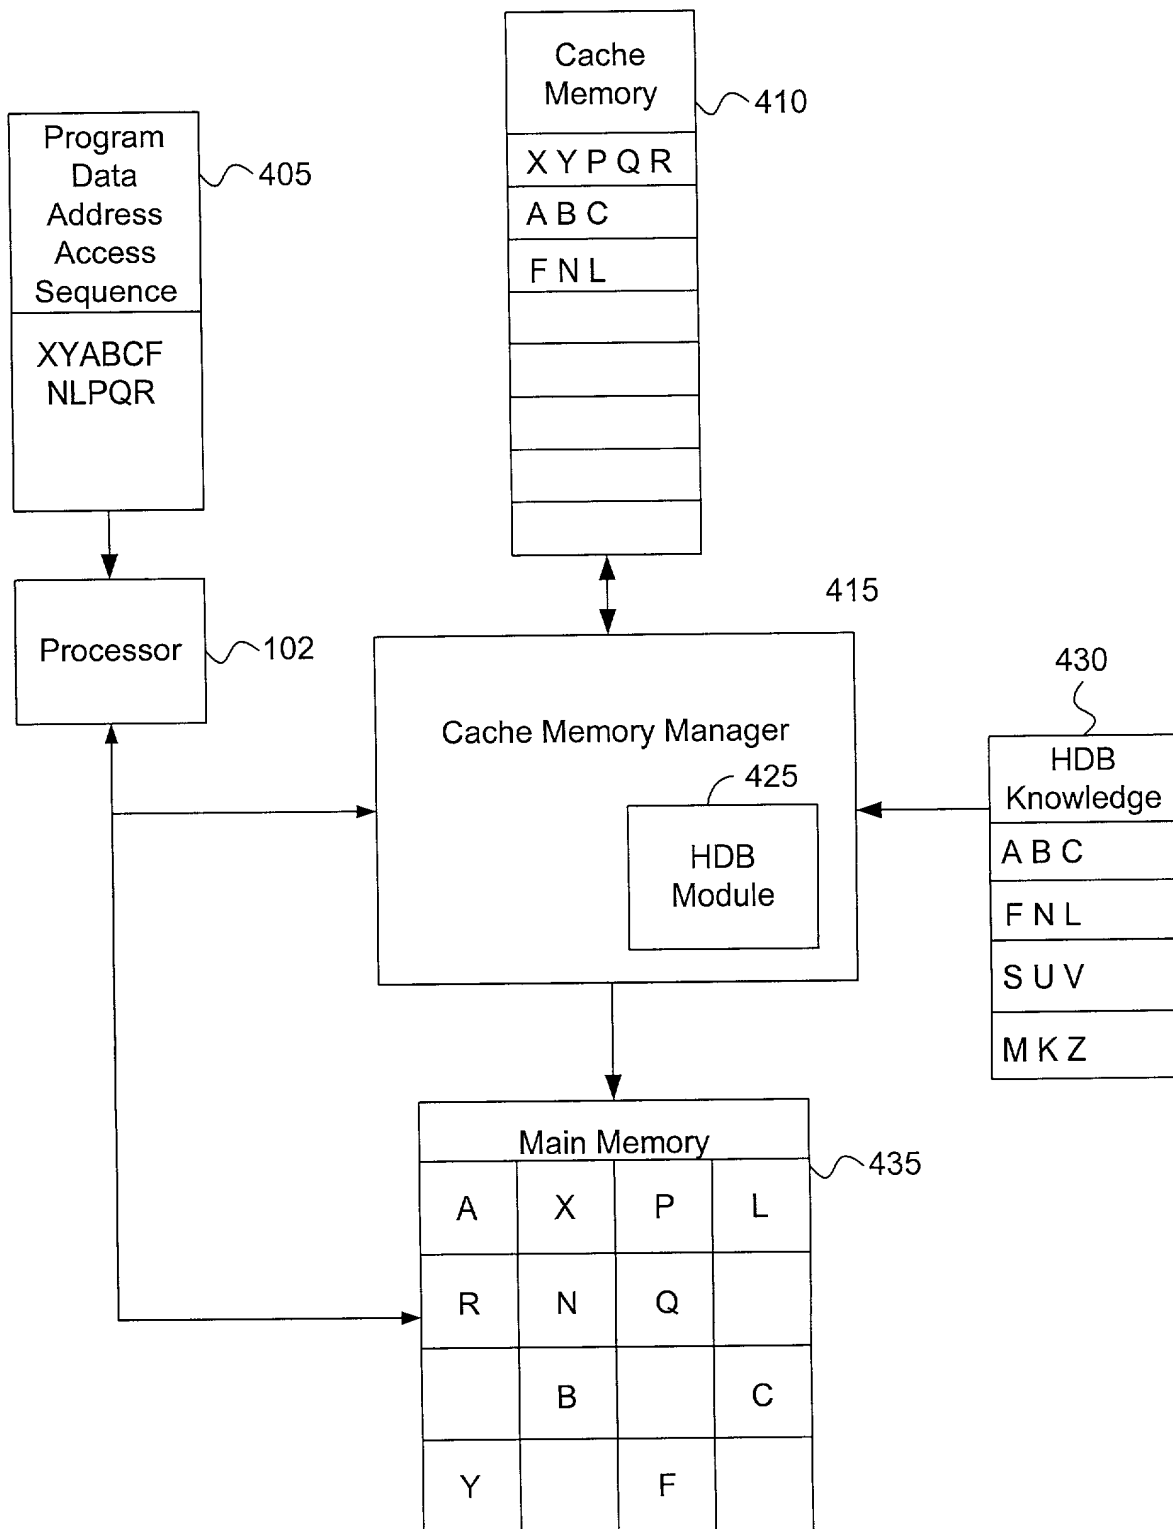 Cache
Memory
410
X Y P Q R
A B C
F N L
Program
Data
Address
Access
Sequence
405
XYABCF
NLPQR
Processor
102
415
Cache Memory Manager
425
HDB
Module
430
HDB
Knowledge
A B C
F N L
S U V
M K Z
Main Memory
435
A X P L
R N Q
B C
Y F